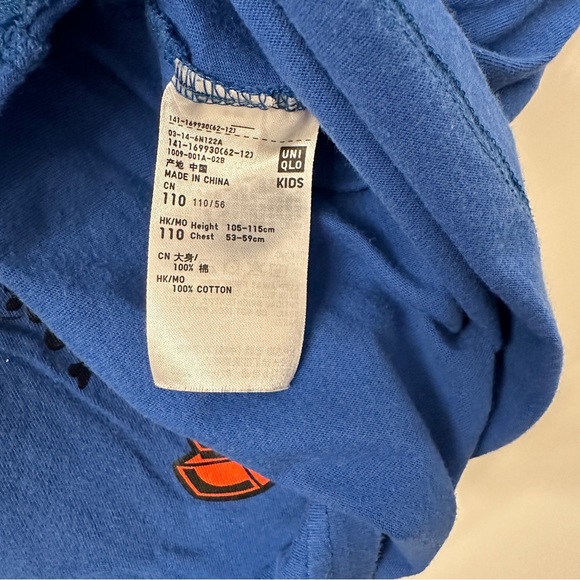 141-169930(62-12)
03-14-6N122A
141-169930(62-12)
1009-D01A-02B
产地 中国
MADE IN CHINA
CN
110 110/56
HK/MO Height 105-115cm
110 Chest 53-59cm
CN 大身/
100% 棉
HK/MO
100% COTTON
UNI
QLO
KIDS